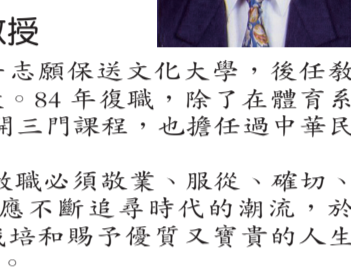 教授
志願保送文化大學，後任教
。84 年復職，除了在體育系
開三門課程，也擔任過中華民
教職必須敬業、服從、確切、
應不斷追尋時代的潮流，於
栽培和賜予優質又寶貴的人生
。